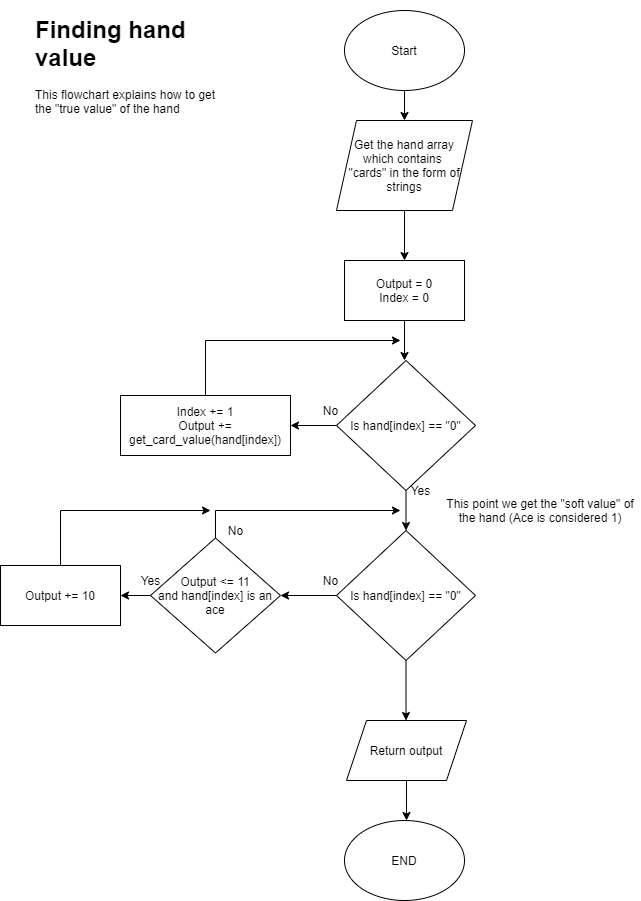 Finding hand
value
This flowchart explains how to get
the "true value" of the hand
Start
Get the hand array
which contains
"cards" in the form of
strings
Output = 0
Index = 0
Index += 1
Output +=
get_card_value(hand[index])
No
Is hand[index] == "0"
Yes
This point we get the "soft value" of
the hand (Ace is considered 1)
No
Output += 10
Yes
Output <= 11
and hand[index] is an
ace
No
Is hand[index] == "0"
Return output
END